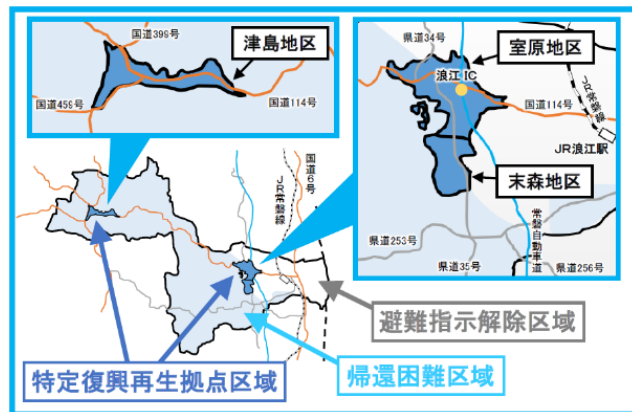 国道399号
津島地区
国道459号
国道114号
県道34号
室原地区
浪江IC
国道114号
JR常磐線
JR浪江駅
末森地区
県道253号
県道35号
常磐自動車道
県道256号
国道6号
JR常磐線
避難指示解除区域
特定復興再生拠点区域
帰還困難区域